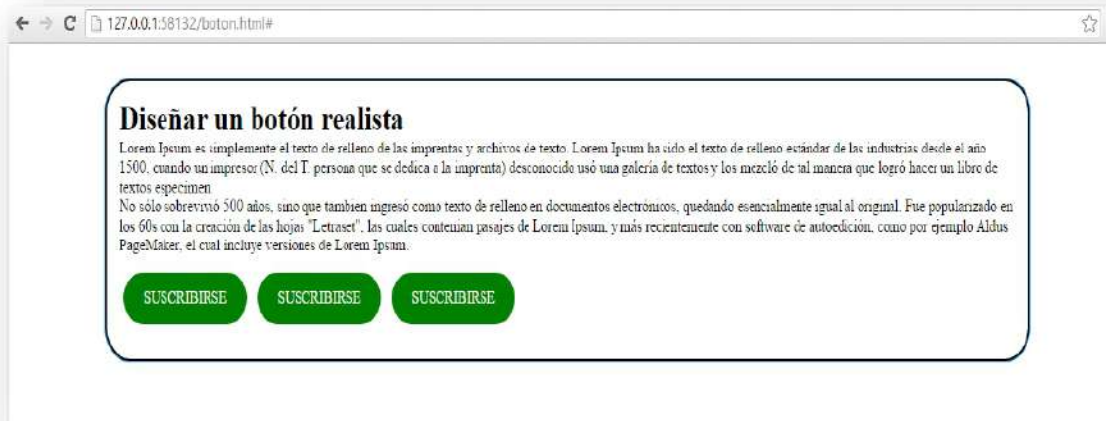 127.0.0.1:58132/boton.html#
Diseñar un botón realista
Lorem Ipsum es simplemente el texto de relleno de las imprentas y archivos de texto. Lorem Ipsum ha sido el texto de relleno estándar de las industrias desde el año
1500, cuando un impresor (N. del T. persona que se dedica a la imprenta) desconocido usó una galería de textos y los mezcló de tal manera que logró hacer un libro de
textos especimen
No sólo sobrevivió 500 años, sino que tambien ingresó como texto de relleno en documentos electrónicos, quedando esencialmente igual al original. Fue popularizado en
los 60s con la creación de las hojas "Letraset", las cuales contenian pasajes de Lorem Ipsum, y más recientemente con software de autoedición, como por ejemplo Aldus
PageMaker, el cual incluye versiones de Lorem Ipsum.
SUSCRIBIRSE SUSCRIBIRSE SUSCRIBIRSE